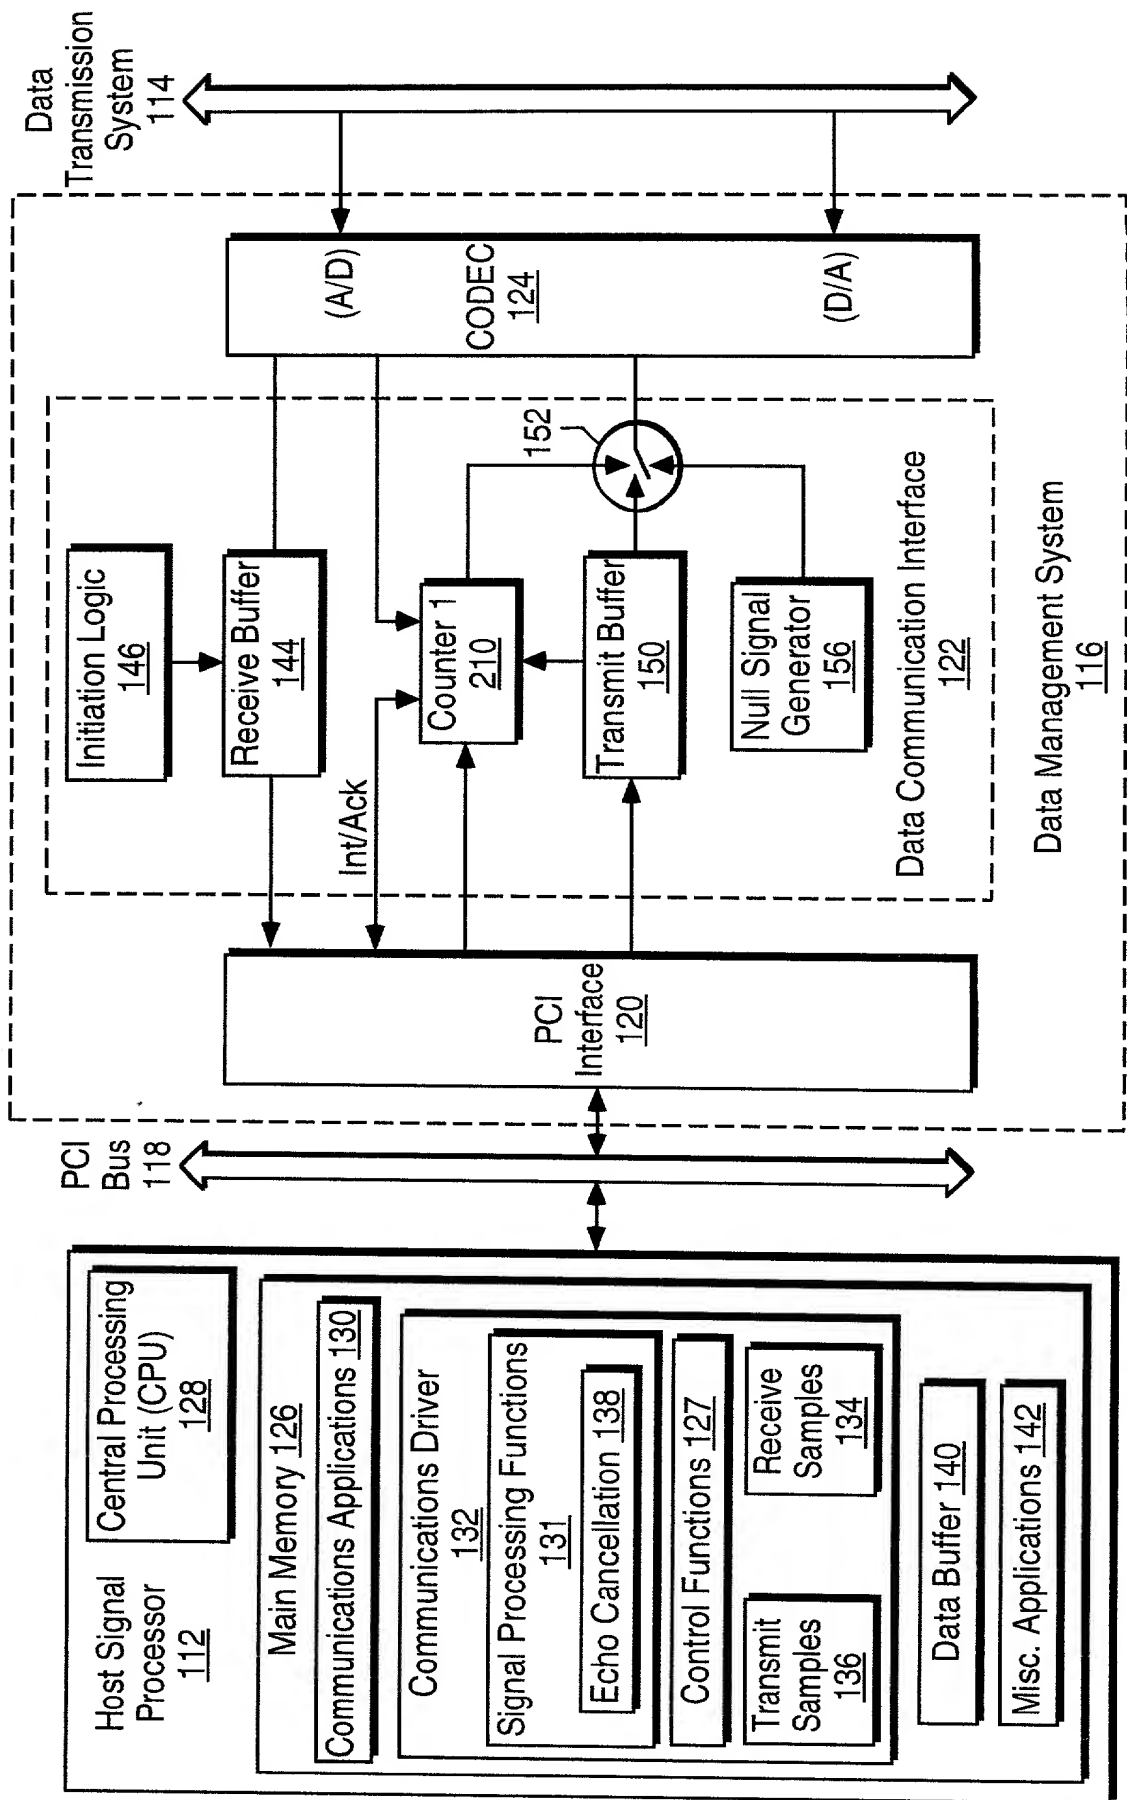 Host Signal
Processor
112
Central Processing
Unit (CPU)
128
Main Memory 126
Communications Applications 130
Communications Driver
132
Signal Processing Functions
131
Echo Cancellation 138
Control Functions 127
Transmit
Samples
136
Receive
Samples
134
Data Buffer 140
Misc. Applications 142
PCI
Bus
118
PCI
Interface
120
Int/Ack
Initiation Logic
146
Receive Buffer
144
Counter 1
210
Transmit Buffer
150
Null Signal
Generator
156
152
Data Communication Interface
122
Data Management System
116
(A/D)
CODEC
124
(D/A)
Data
Transmission
System
114